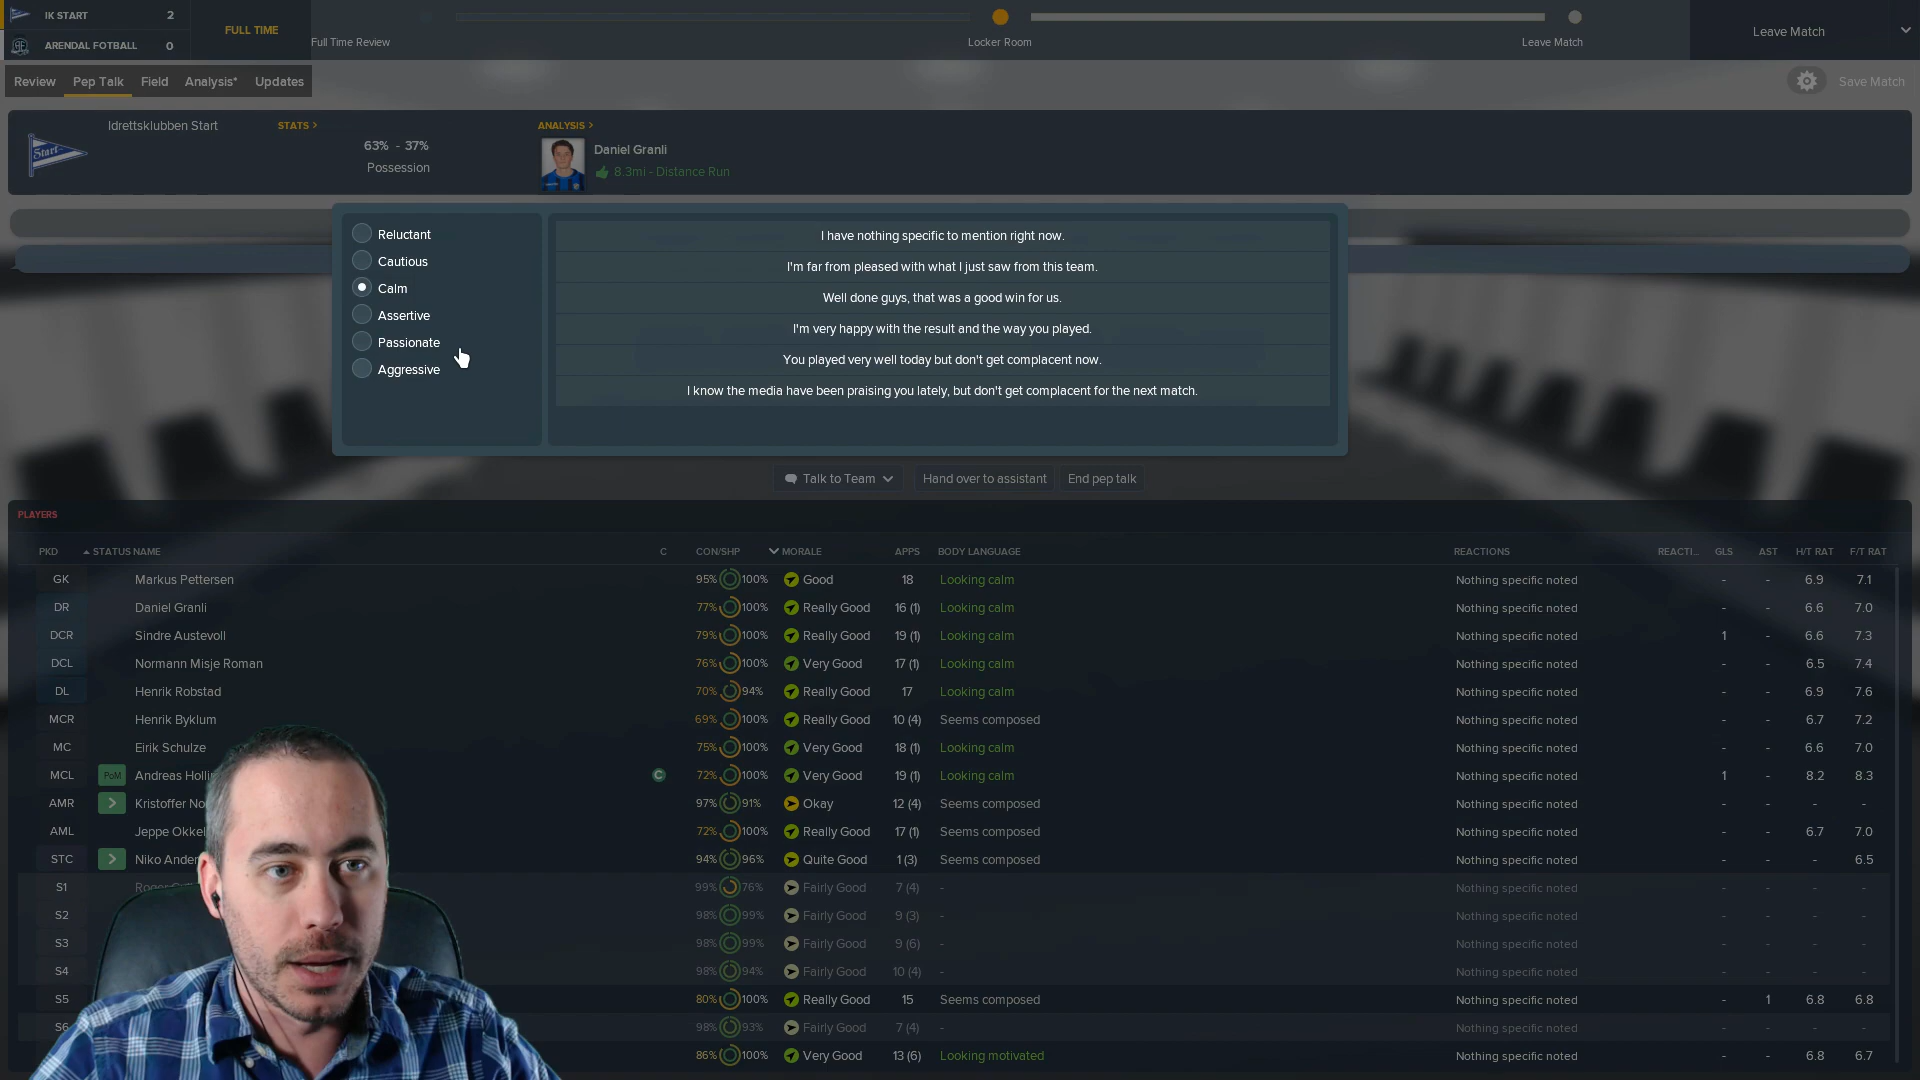 IK START 2
ARENDAL FOTBALL 0
FULL TIME
Full Time Review
Locker Room
Leave Match
Leave Match
Review Pep Talk Field Analysis* Updates
Save Match
Idrettsklubben Start
STATS >
63% - 37%
Possession
ANALYSIS >
Daniel Granli
8.3mi - Distance Run
Start
Reluctant
Cautious
Calm
Assertive
Passionate
Aggressive
I have nothing specific to mention right now.
I'm far from pleased with what I just saw from this team.
Well done guys, that was a good win for us.
I'm very happy with the result and the way you played.
You played very well today but don't get complacent now.
I know the media have been praising you lately, but don't get complacent for the next match.
Talk to Team Hand over to assistant End pep talk
PLAYERS
PKD STATUS NAME C CON/SHP MORALE APPS BODY LANGUAGE REACTIONS REACTI... GLS AST H/T RAT F/T RAT
GK Markus Pettersen 95% 100% Good 18 Looking calm Nothing specific noted - - 6.9 7.1
DR Daniel Granli 77% 100% Really Good 16 (1) Looking calm Nothing specific noted - - 6.6 7.0
DCR Sindre Austevoll 79% 100% Really Good 19 (1) Looking calm Nothing specific noted 1 - 6.6 7.3
DCL Normann Misje Roman 76% 100% Very Good 17 (1) Looking calm Nothing specific noted - - 6.5 7.4
DL Henrik Robstad 70% 94% Really Good 17 Looking calm Nothing specific noted - - 6.9 7.6
MCR Henrik Byklum 69% 100% Really Good 10 (4) Seems composed Nothing specific noted - - 6.7 7.2
MC Eirik Schulze 75% 100% Very Good 18 (1) Looking calm Nothing specific noted - - 6.6 7.0
MCL PoM Andreas C 72% 100% Very Good 19 (1) Looking calm Nothing specific noted 1 - 8.2 8.3
AMR Kristoffer 97% 91% Okay 12 (4) Seems composed Nothing specific noted - - - -
AML Jeppe 72% 100% Really Good 17 (1) Seems composed Nothing specific noted - - 6.7 7.0
STC Niko 94% 96% Quite Good 1 (3) Seems composed Nothing specific noted - - - 6.5
S1 99% 76% Fairly Good 7 (4) - Nothing specific noted - - - -
S2 98% 99% Fairly Good 9 (3) - Nothing specific noted - - - -
S3 98% 99% Fairly Good 9 (6) - Nothing specific noted - - - -
S4 98% 94% Fairly Good 10 (4) - Nothing specific noted - - - -
S5 80% 100% Really Good 15 Seems composed Nothing specific noted - 1 6.8 6.8
S6 98% 93% Fairly Good 7 (4) - Nothing specific noted - - - -
86% 100% Very Good 13 (6) Looking motivated Nothing specific noted - - 6.8 6.7